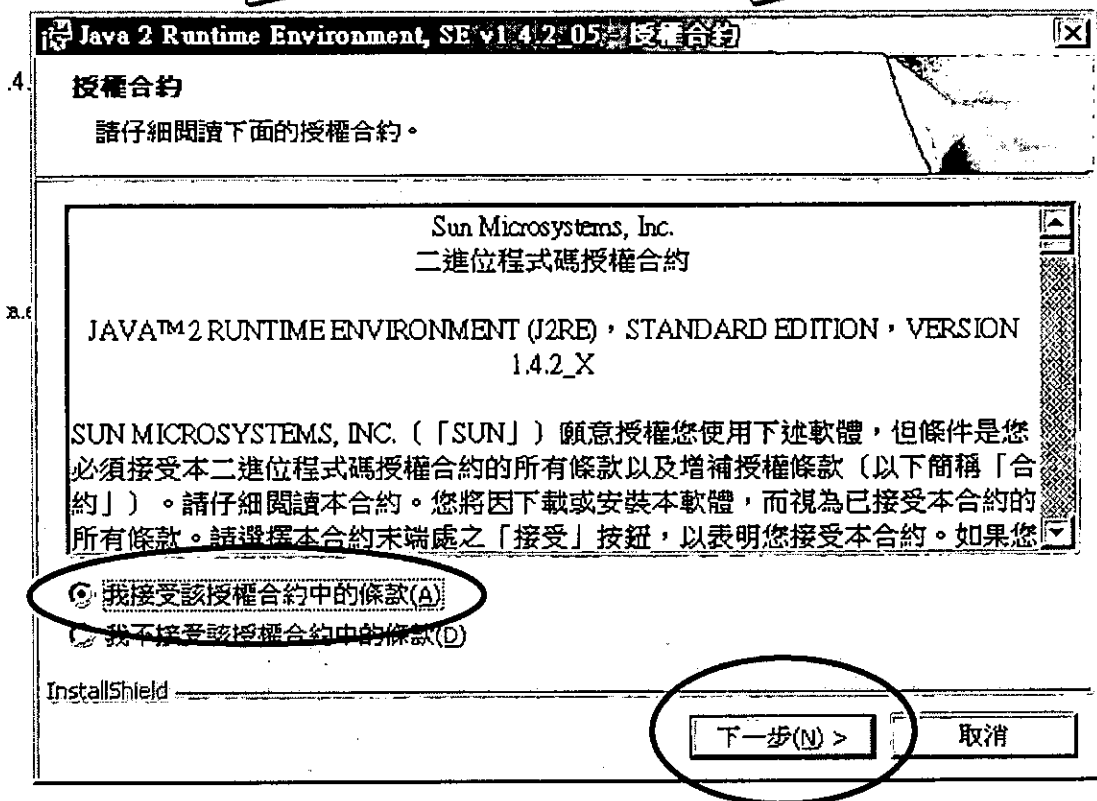 Java 2 Runtime Environment, SE v1.4.2_05 - 授權合約
.4.
授權合約
請仔細閱讀下面的授權合約。
Sun Microsystems, Inc.
二進位程式碼授權合約
JAVA™ 2 RUNTIME ENVIRONMENT (J2RE)，STANDARD EDITION，VERSION
1.4.2_X
SUN MICROSYSTEMS, INC.（「SUN」）願意授權您使用下述軟體，但條件是您
必須接受本二進位程式碼授權合約的所有條款以及增補授權條款（以下簡稱「合
約」）。請仔細閱讀本合約。您將因下載或安裝本軟體，而視為已接受本合約的
所有條款。請選擇本合約末端處之「接受」按鈕，以表明您接受本合約。如果您
我接受該授權合約中的條款(A)
我不接受該授權合約中的條款(D)
InstallShield
下一步(N) >
取消